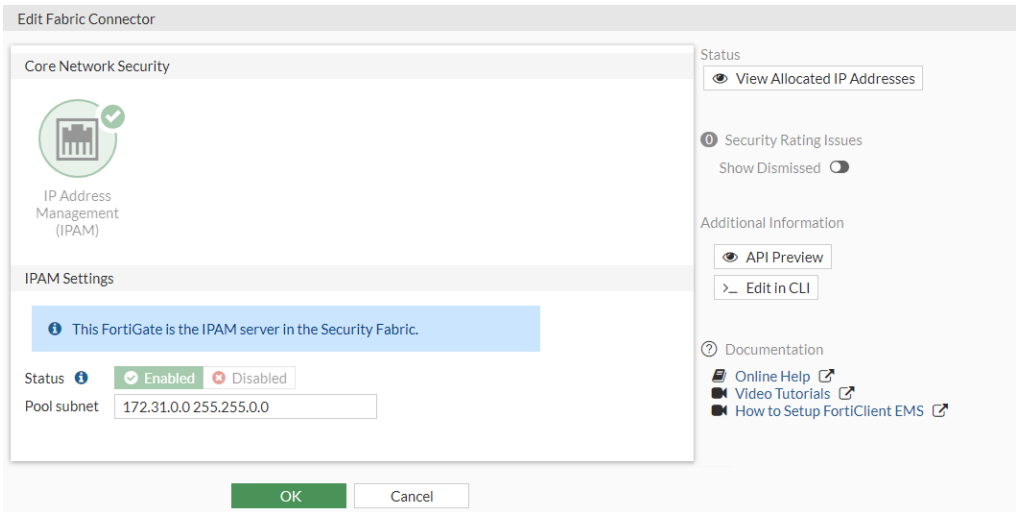 Edit Fabric Connector
Core Network Security
IP Address
Management
(IPAM)
IPAM Settings
This FortiGate is the IPAM server in the Security Fabric.
Status Enabled Disabled
Pool subnet 172.31.0.0 255.255.0.0
OK Cancel
Status
View Allocated IP Addresses
0 Security Rating Issues
Show Dismissed
Additional Information
API Preview
>_ Edit in CLI
Documentation
Online Help
Video Tutorials
How to Setup FortiClient EMS